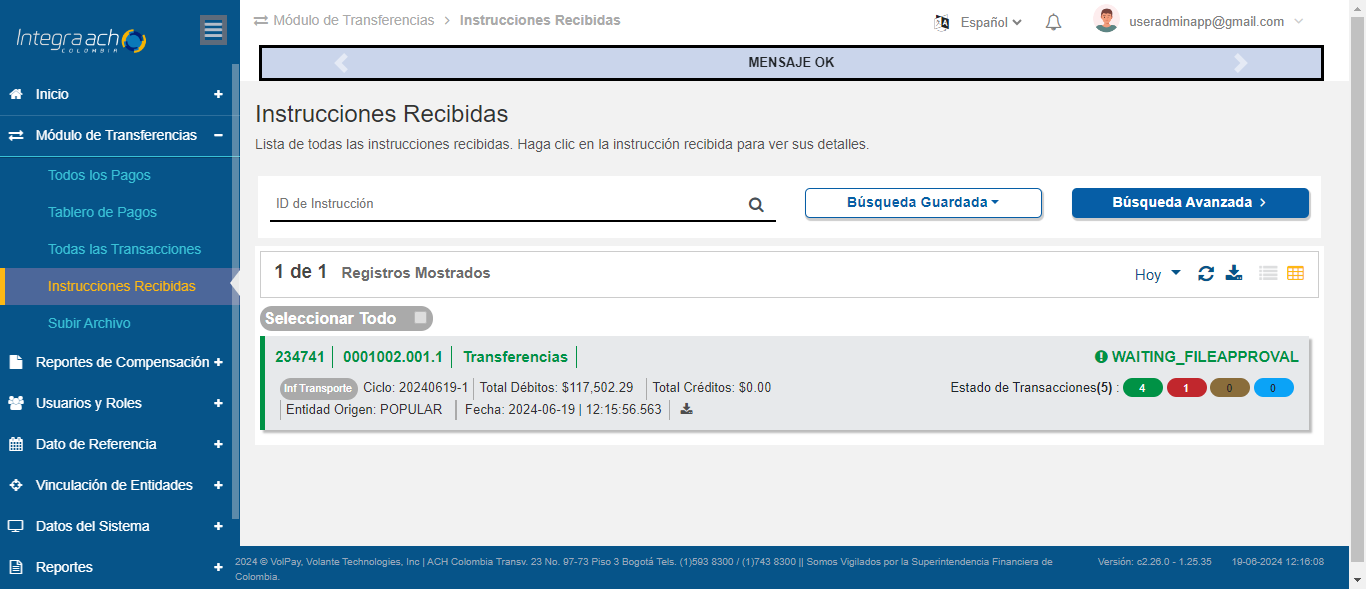 Integra ach
COLOMBIA
Módulo de Transferencias > Instrucciones Recibidas
Español
useradminapp@gmail.com
MENSAJE OK
Inicio +
Módulo de Transferencias −
Todos los Pagos
Tablero de Pagos
Todas las Transacciones
Instrucciones Recibidas
Subir Archivo
Reportes de Compensación +
Usuarios y Roles +
Dato de Referencia +
Vinculación de Entidades +
Datos del Sistema +
Reportes +
Instrucciones Recibidas
Lista de todas las instrucciones recibidas. Haga clic en la instrucción recibida para ver sus detalles.
ID de Instrucción
Búsqueda Guardada
Búsqueda Avanzada >
1 de 1 Registros Mostrados
Hoy
Seleccionar Todo
234741 | 0001002.001.1 | Transferencias |
WAITING_FILEAPPROVAL
Inf Transporte Ciclo: 20240619-1 | Total Débitos: $117,502.29 | Total Créditos: $0.00
Estado de Transacciones(5) : 4 1 0 0
Entidad Origen: POPULAR | Fecha: 2024-06-19 | 12:15:56.563 |
2024 © VolPay, Volante Technologies, Inc | ACH Colombia Transv. 23 No. 97-73 Piso 3 Bogotá Tels. (1)593 8300 / (1)743 8300 || Somos Vigilados por la Superintendencia Financiera de
Colombia.
Versión: c2.26.0 - 1.25.35
19-06-2024 12:16:08